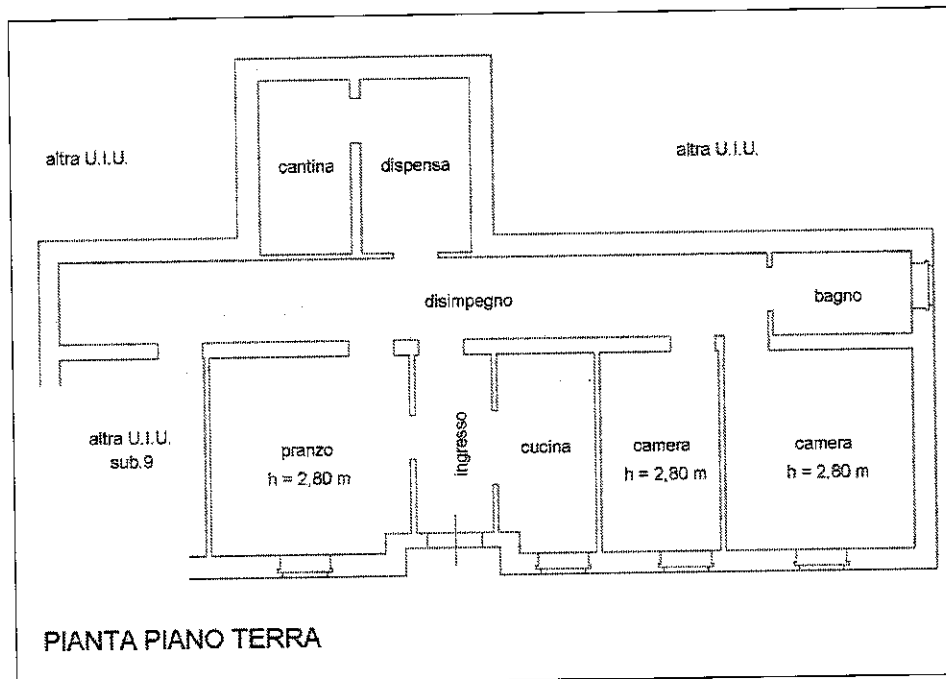 altra U.I.U.
altra U.I.U.
cantina
dispensa
disimpegno
bagno
altra U.I.U.
sub.9
pranzo
h = 2,80 m
ingresso
cucina
camera
h = 2,80 m
camera
h = 2,80 m
PIANTA PIANO TERRA